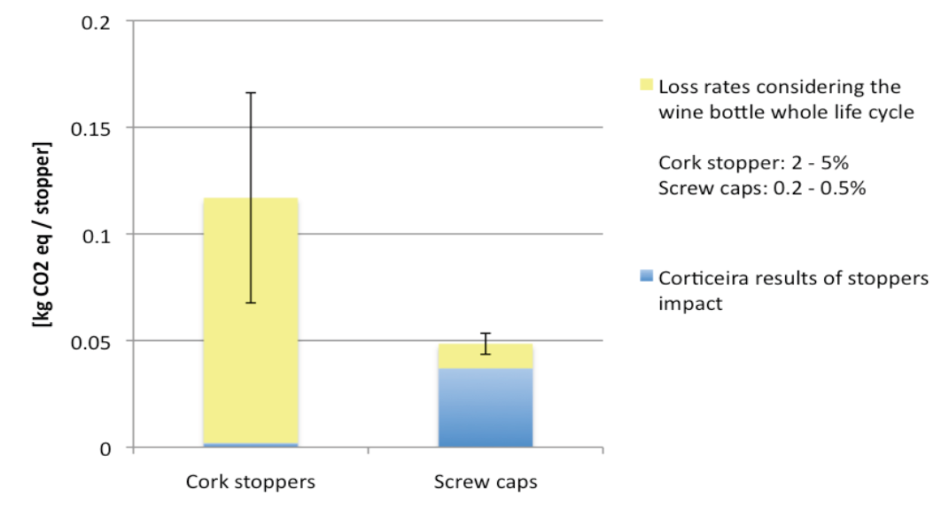 0.2
0.15
0.1
0.05
0
[kg CO2 eq / stopper]
Cork stoppers
Screw caps
Loss rates considering the
wine bottle whole life cycle
Cork stopper: 2 - 5%
Screw caps: 0.2 - 0.5%
Corticeira results of stoppers
impact